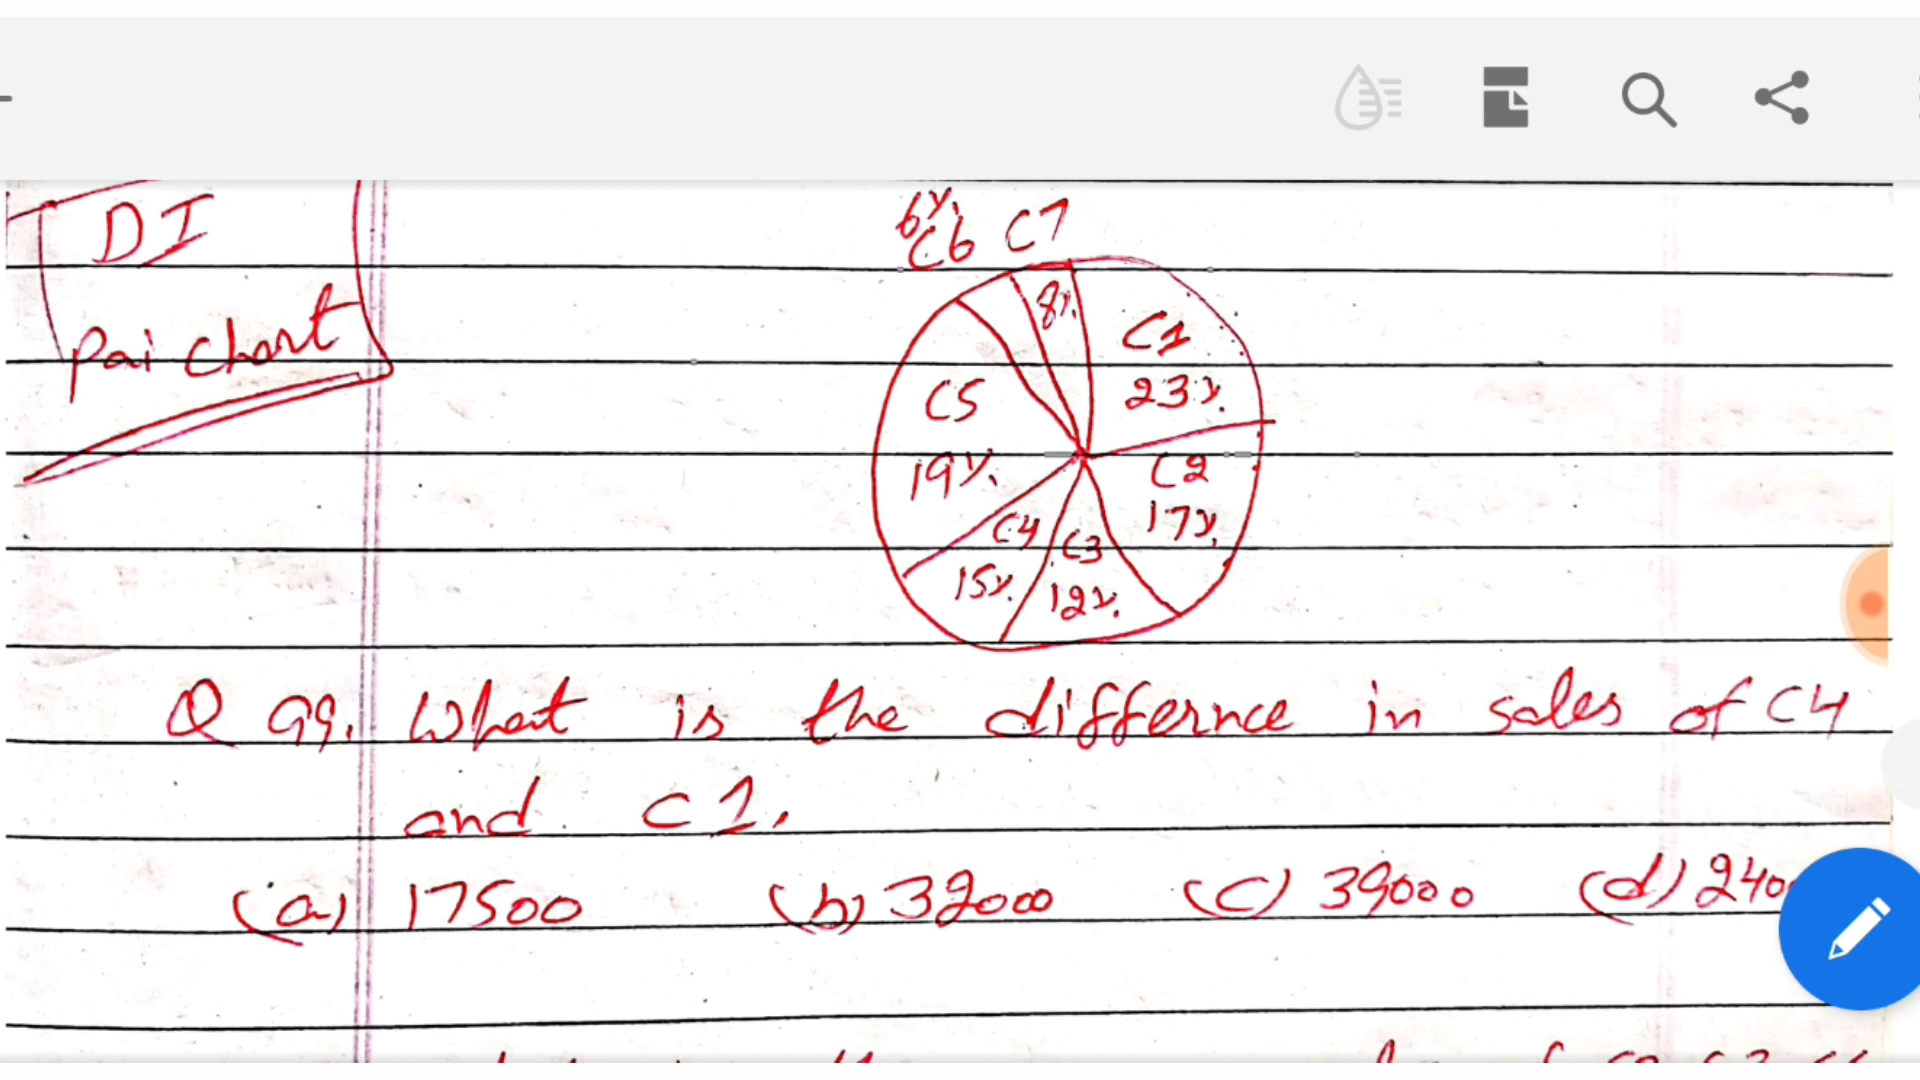 DI
Pai Chart
6% C6 C7
8%
C1
23%
C5
19%
C2
17%
C4
15%
C3
12%
Q 99. What is the differnce in sales of C4
and C1.
(a) 17500 (b) 32000 (c) 39000 (d)